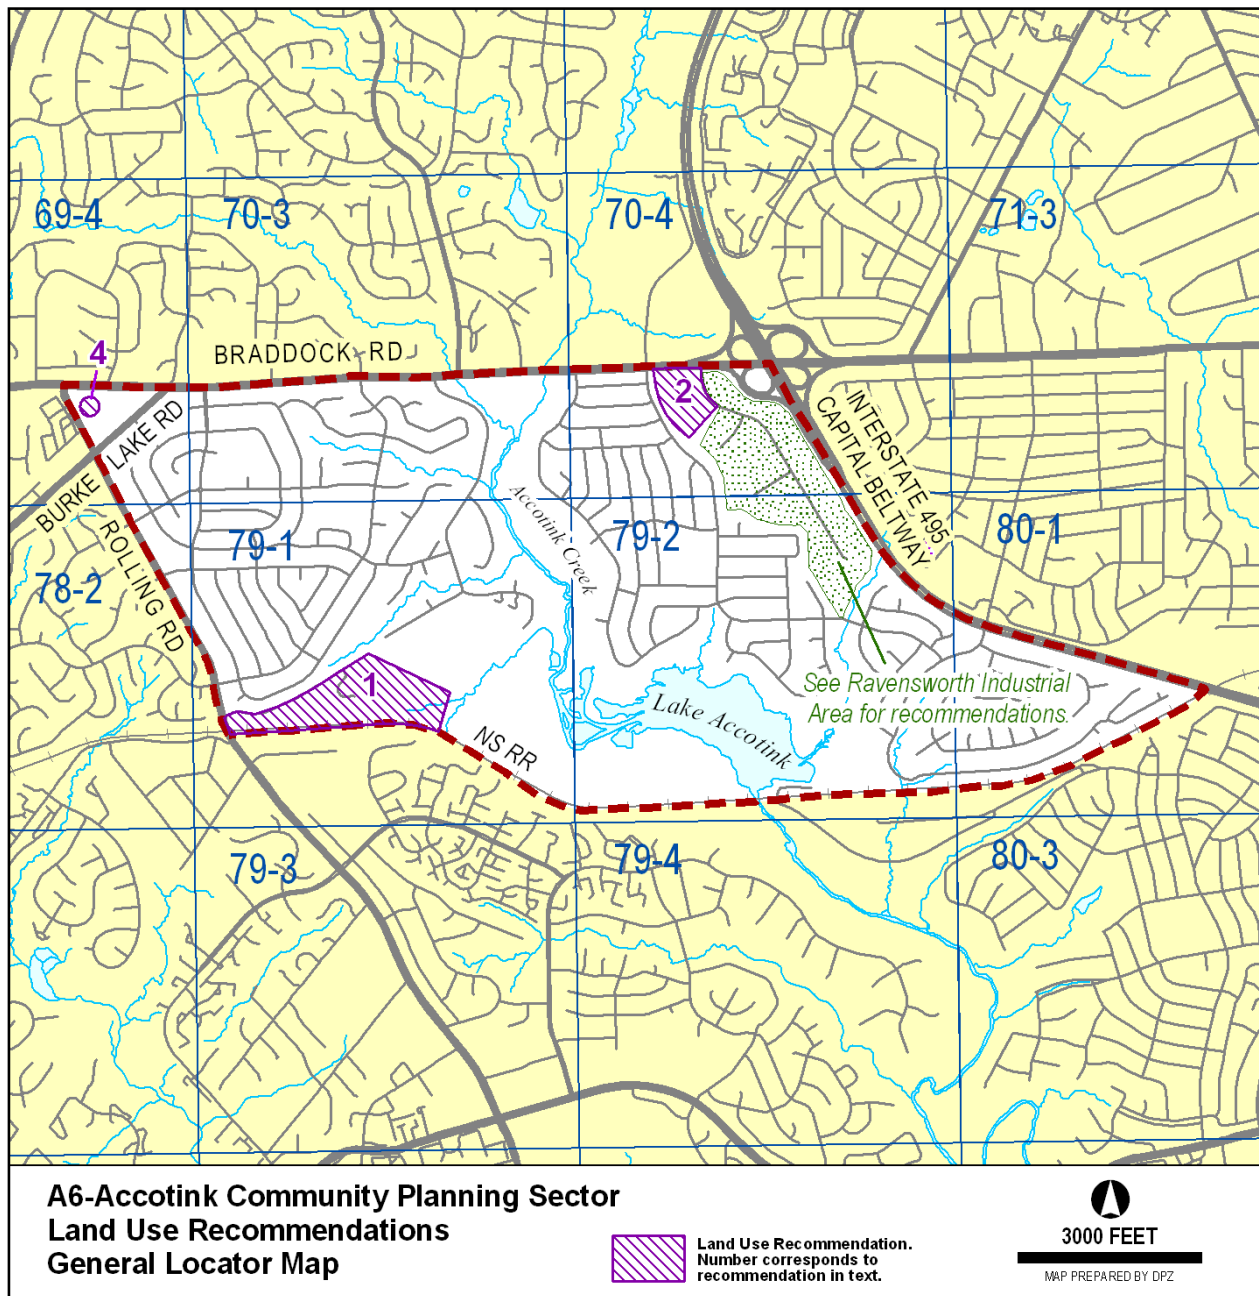 69-4
70-3
70-4
71-3
4
BRADDOCK RD
2
BURKE LAKE RD
INTERSTATE 495
CAPITAL BELTWAY
ROLLING RD
Accotink Creek
79-1
79-2
80-1
78-2
1
See Ravensworth Industrial
Area for recommendations.
Lake Accotink
NS RR
79-3
79-4
80-3
A6-Accotink Community Planning Sector
Land Use Recommendations
General Locator Map
Land Use Recommendation.
Number corresponds to
recommendation in text.
3000 FEET
MAP PREPARED BY DPZ